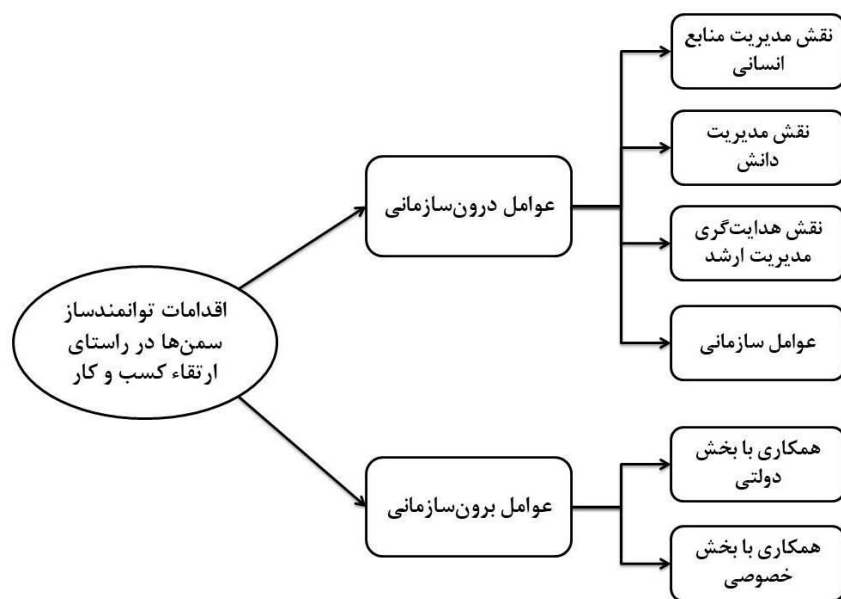 نقش مدیریت منابع
انسانی
نقش مدیریت
دانش
عوامل درون‌سازمانی
نقش هدایت‌گری
مدیریت ارشد
اقدامات توانمندساز
سمن‌ها در راستای
ارتقاء کسب و کار
عوامل سازمانی
همکاری با بخش
دولتی
عوامل برون‌سازمانی
همکاری با بخش
خصوصی